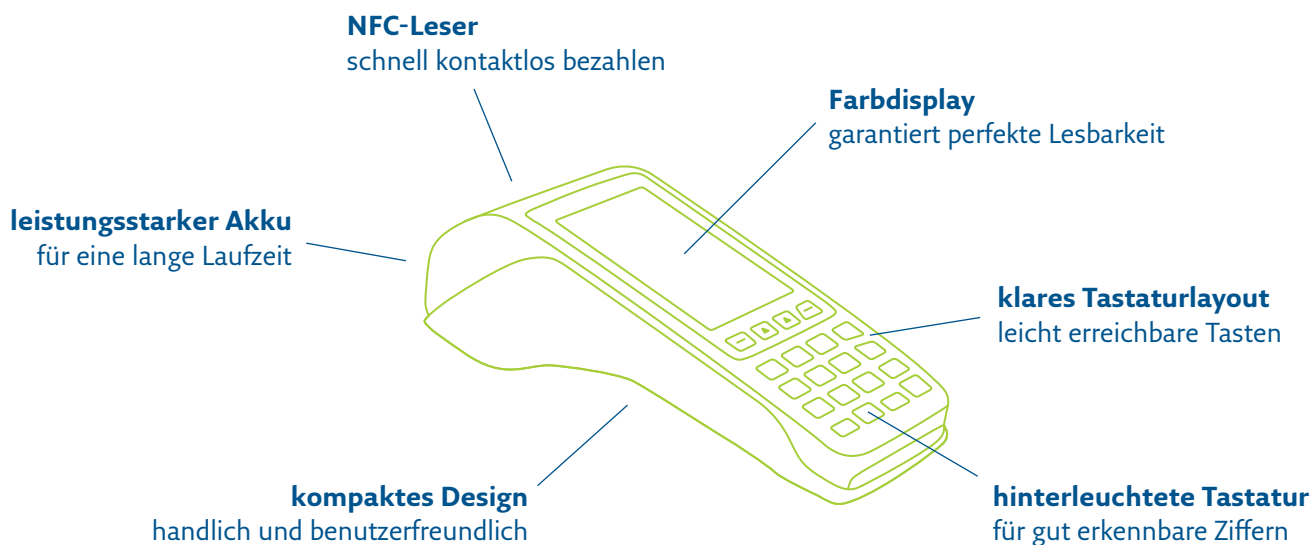 NFC-Leser
schnell kontaktlos bezahlen
Farbdisplay
garantiert perfekte Lesbarkeit
leistungsstarker Akku
für eine lange Laufzeit
klares Tastaturlayout
leicht erreichbare Tasten
kompaktes Design
handlich und benutzerfreundlich
hinterleuchtete Tastatur
für gut erkennbare Ziffern